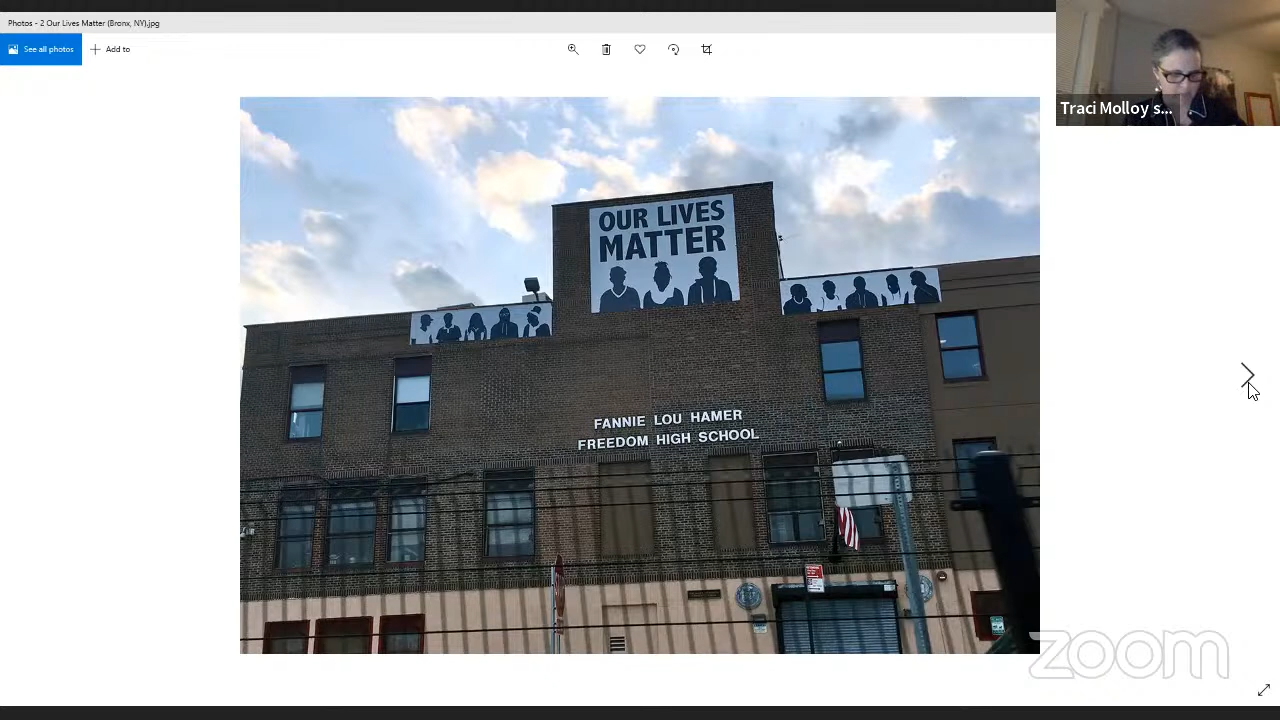 Photos - 2 Our Lives Matter (Bronx, NY).jpg
See all photos
Add to
Traci Molloy s...
OUR LIVES
MATTER
FANNIE LOU HAMER
FREEDOM HIGH SCHOOL
zoom